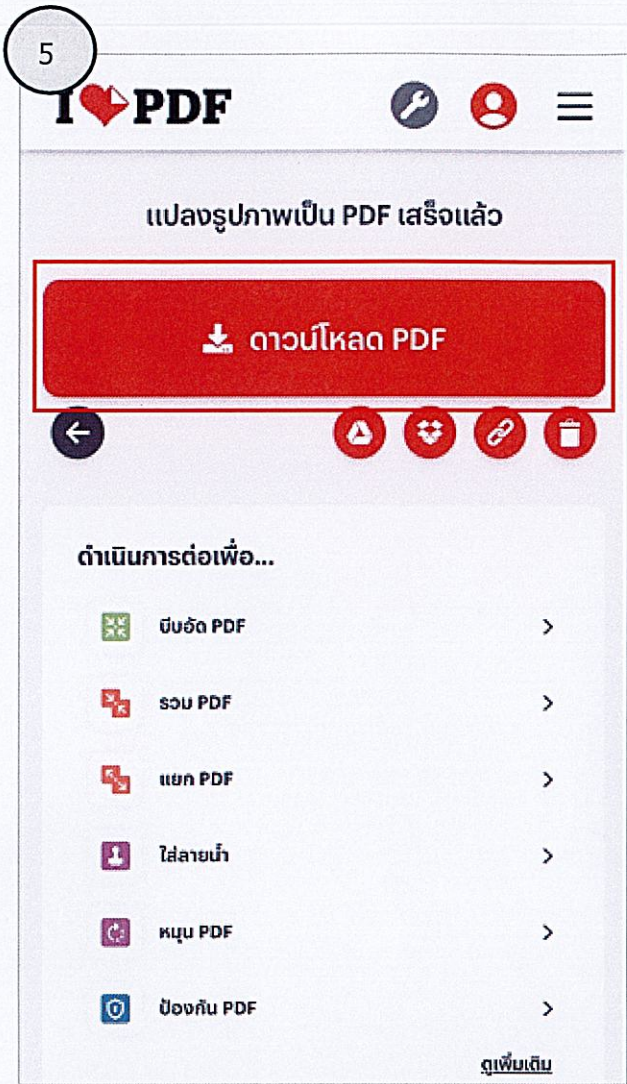 5
I PDF
แปลงรูปภาพเป็น PDF เสร็จแล้ว
ดาวน์โหลด PDF
ดำเนินการต่อเพื่อ...
บีบอัด PDF
รวม PDF
แยก PDF
ใส่ลายน้ำ
หมุน PDF
ป้องกัน PDF
ดูเพิ่มเติม